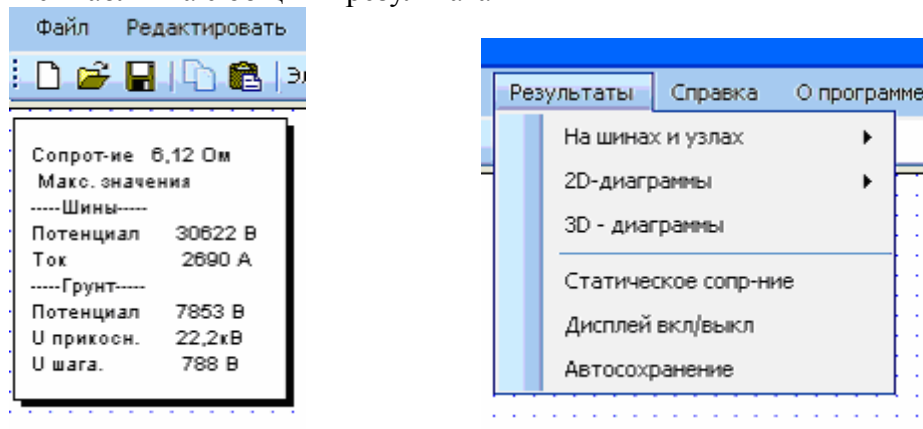 Файл Редактировать
Сопрот-ие 6,12 Ом
Макс. значения
-----Шины-----
Потенциал 30622 В
Ток 2690 А
-----Грунт-----
Потенциал 7853 В
U прикосн. 22,2кВ
U шага. 788 В
Результаты Справка О программе
На шинах и узлах
2D-диаграммы
3D - диаграммы
Статическое сопр-ние
Дисплей вкл/выкл
Автосохранение